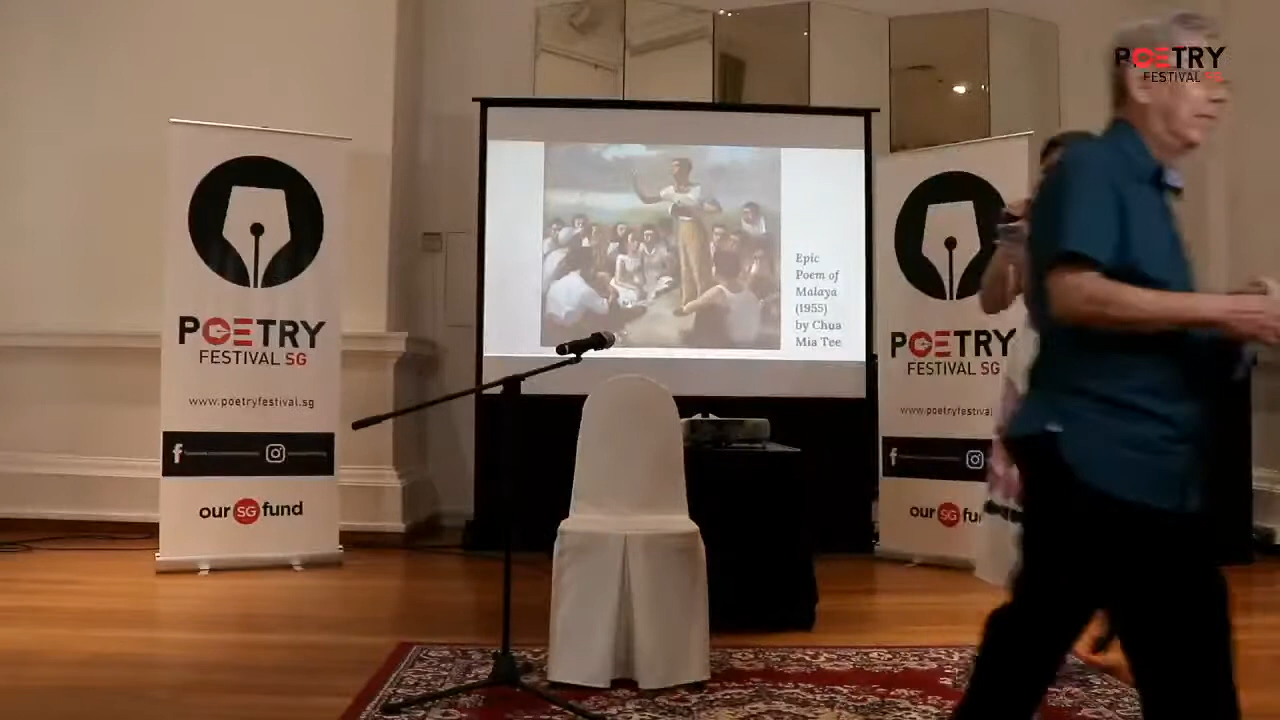 POETRY
FESTIVAL SG
POETRY
FESTIVAL SG
www.poetryfestival.sg
our SG fund
Epic
Poem of
Malaya
(1955)
by Chua
Mia Tee
POETRY
FESTIVAL SG
www.poetryfestival
our SG fu